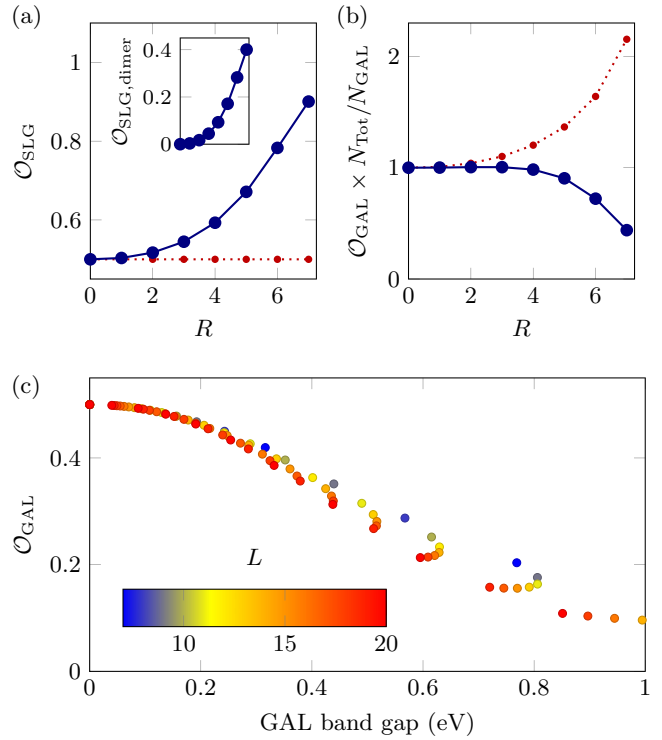 (a)
(b)
1
0.8
0.6
0 2 4 6
R
𝒪SLG
0.4
0.2
0
𝒪SLG,dimer
2
1
0
0 2 4 6
R
𝒪GAL × NTot/NGAL
(c)
0.4
0.2
0
𝒪GAL
L
10 15 20
0 0.2 0.4 0.6 0.8 1
GAL band gap (eV)